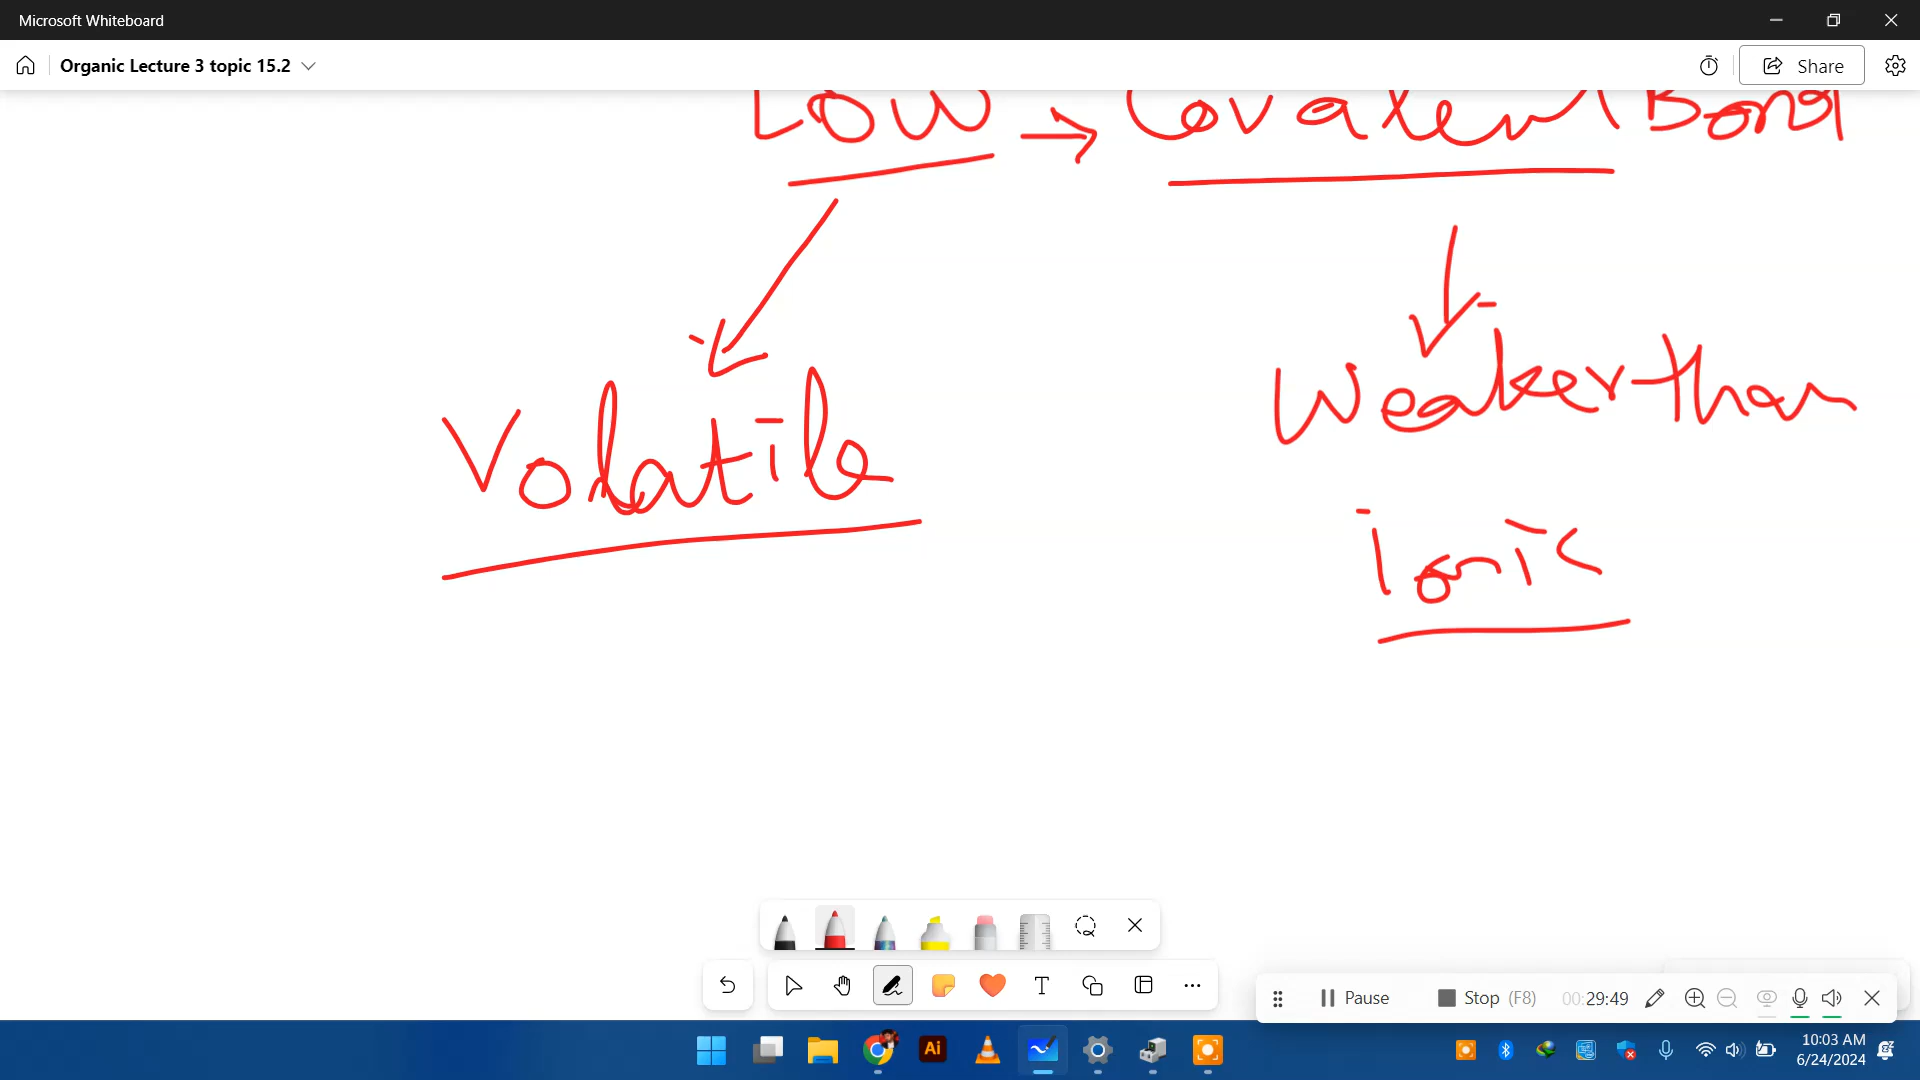 Microsoft Whiteboard
Organic Lecture 3 topic 15.2
Share
Low → Covalent Bond
Weaker than
Volatile
Ionic
T
Pause
Stop (F8)
00:29:49
Ai
10:03 AM
6/24/2024